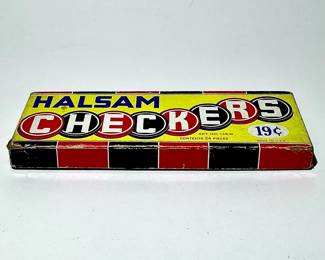 HALSAM
CHECKERS
CONTENTS 24 PIECES
19¢